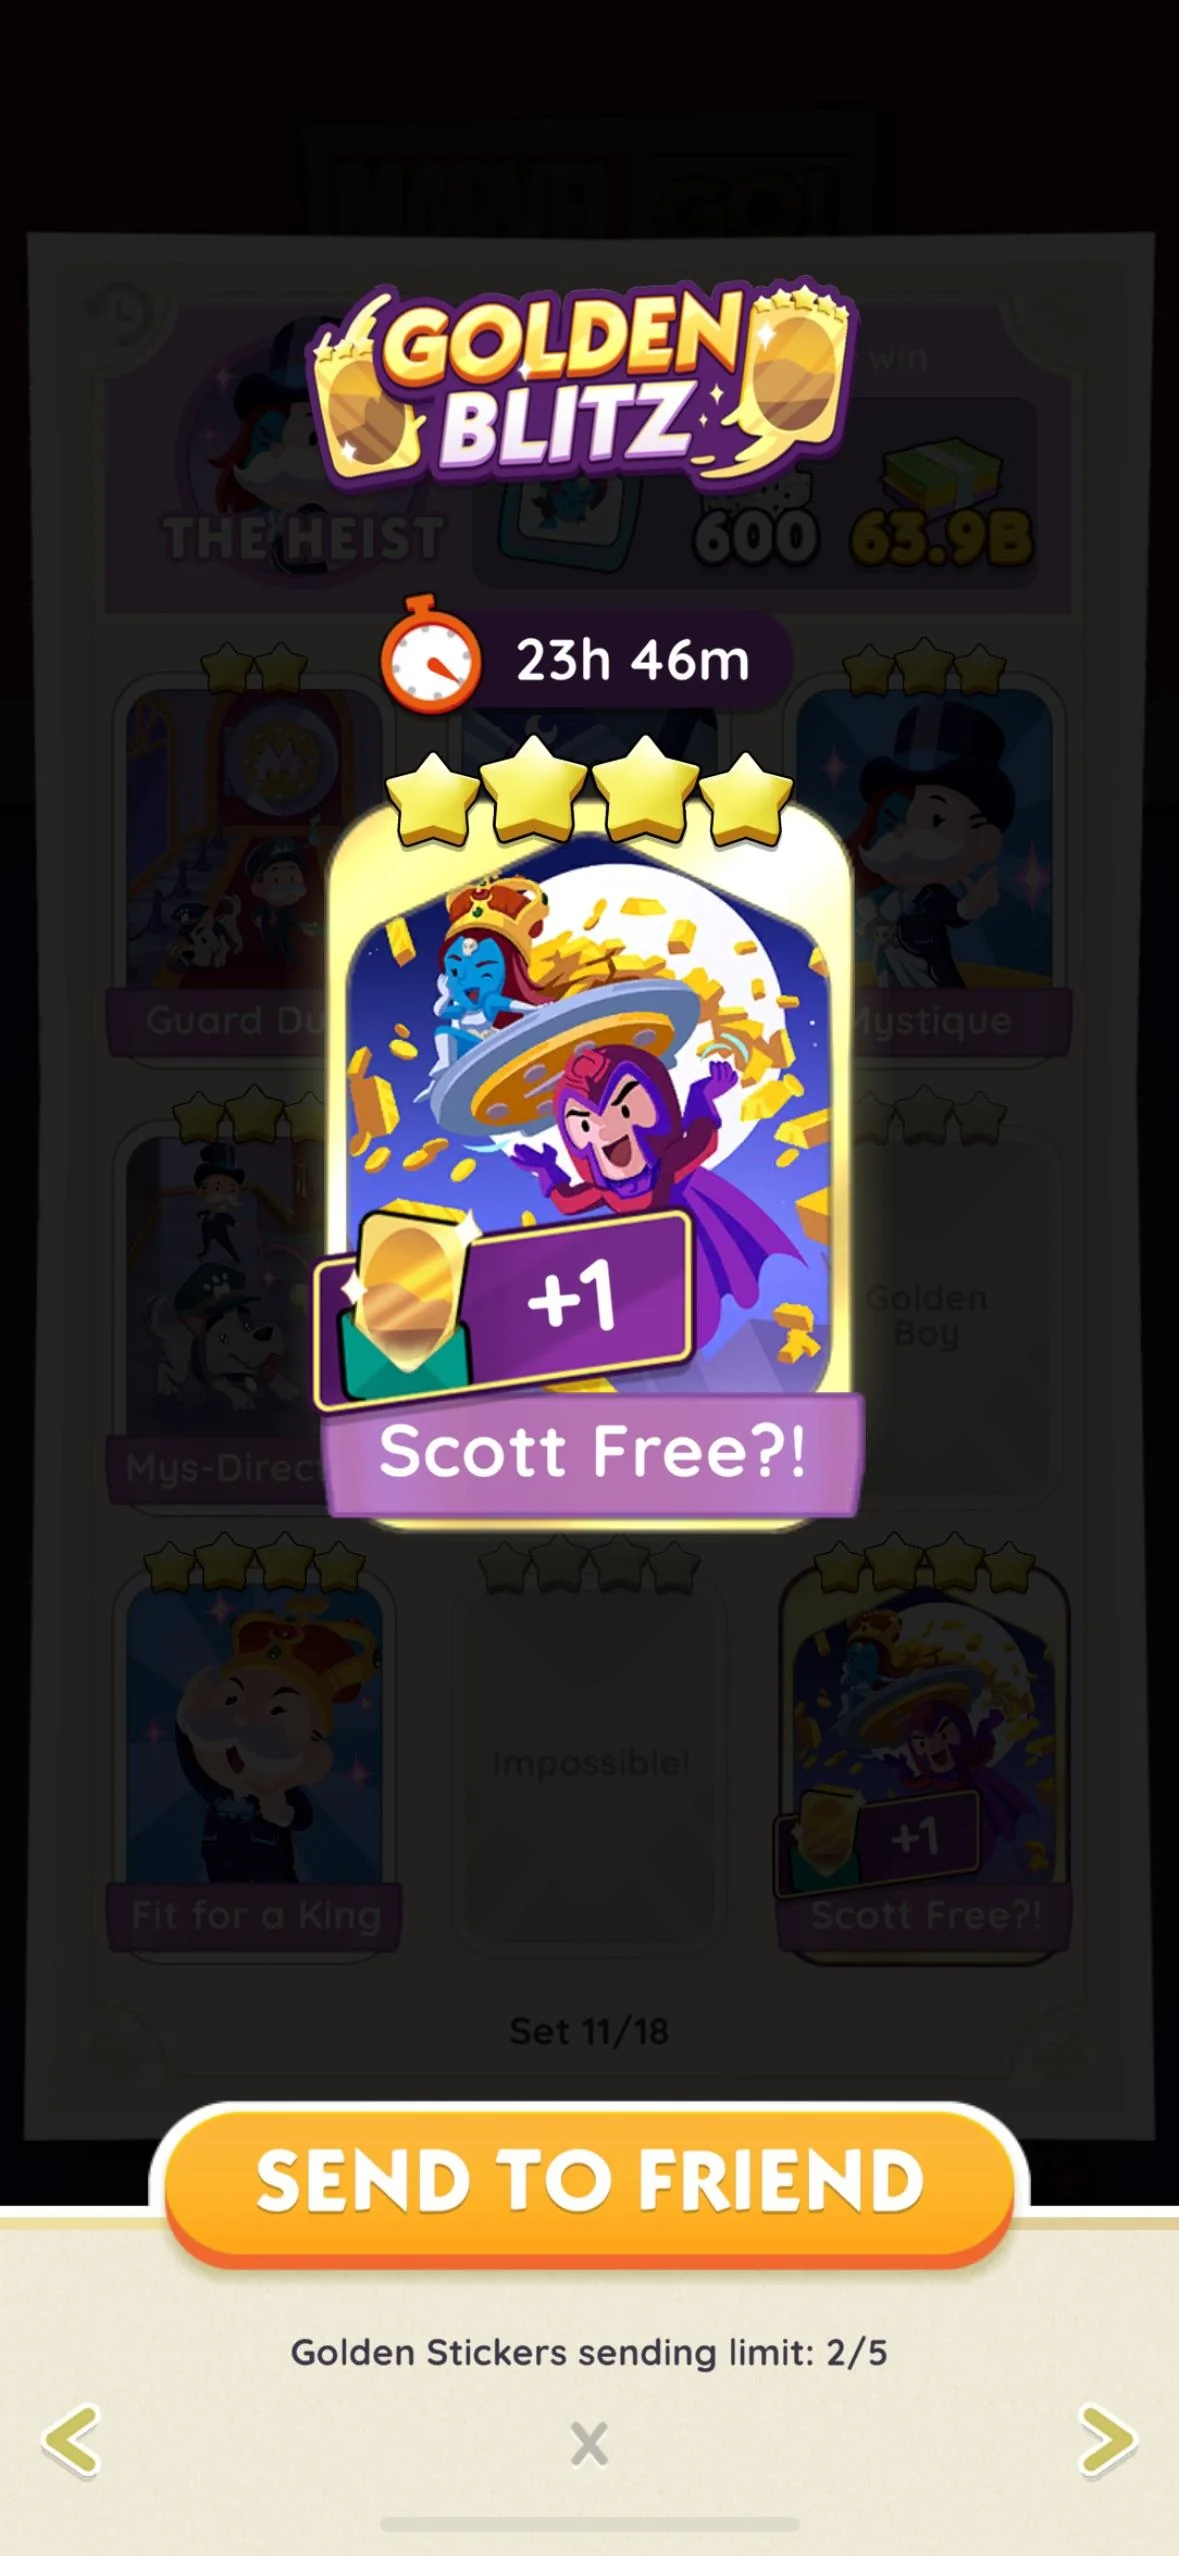 MARVEL GO!
GOLDEN
BLITZ
win
THE HEIST
600
63.9B
23h 46m
Guard Du
Mystique
+1
Scott Free?!
Golden
Boy
Mys-Direct
Impossible!
+1
Fit for a King
Scott Free?!
Set 11/18
SEND TO FRIEND
Golden Stickers sending limit: 2/5
X